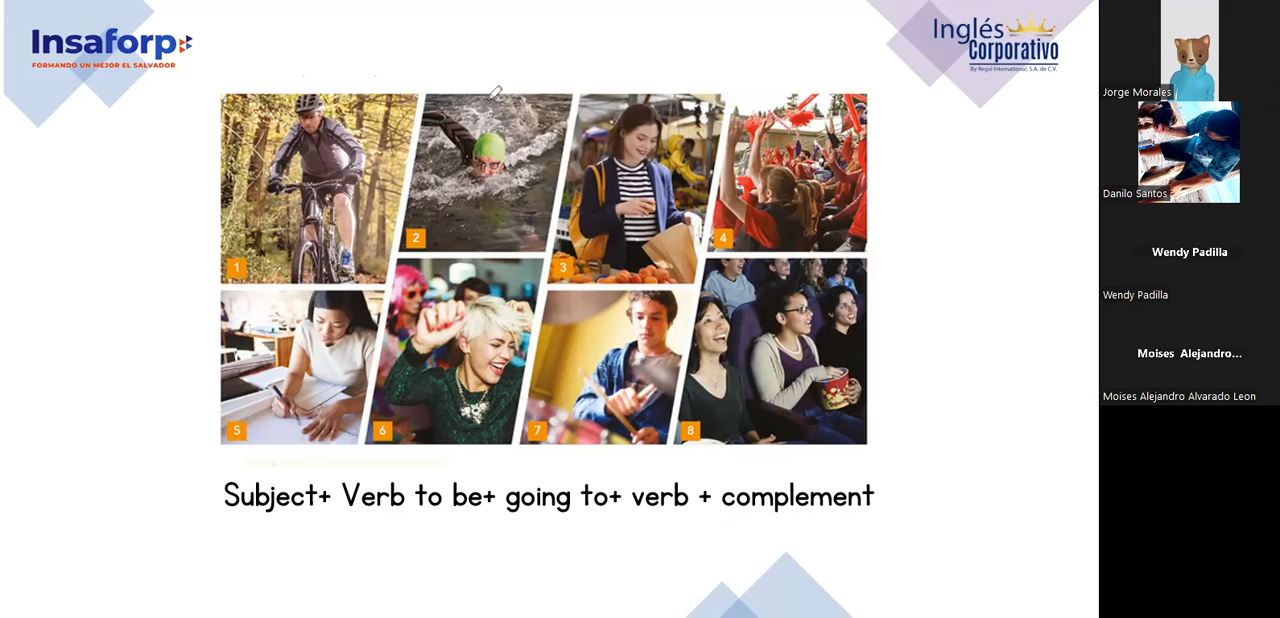 Insaforp
FORMANDO UN MEJOR EL SALVADOR
Inglés
Corporativo
By Regal International, S.A. de C.V.
1
2
3
4
5
6
7
8
Subject+ Verb to be+ going to+ verb + complement
Jorge Morales
Danilo Santos
Wendy Padilla
Wendy Padilla
Moises Alejandro...
Moises Alejandro Alvarado Leon